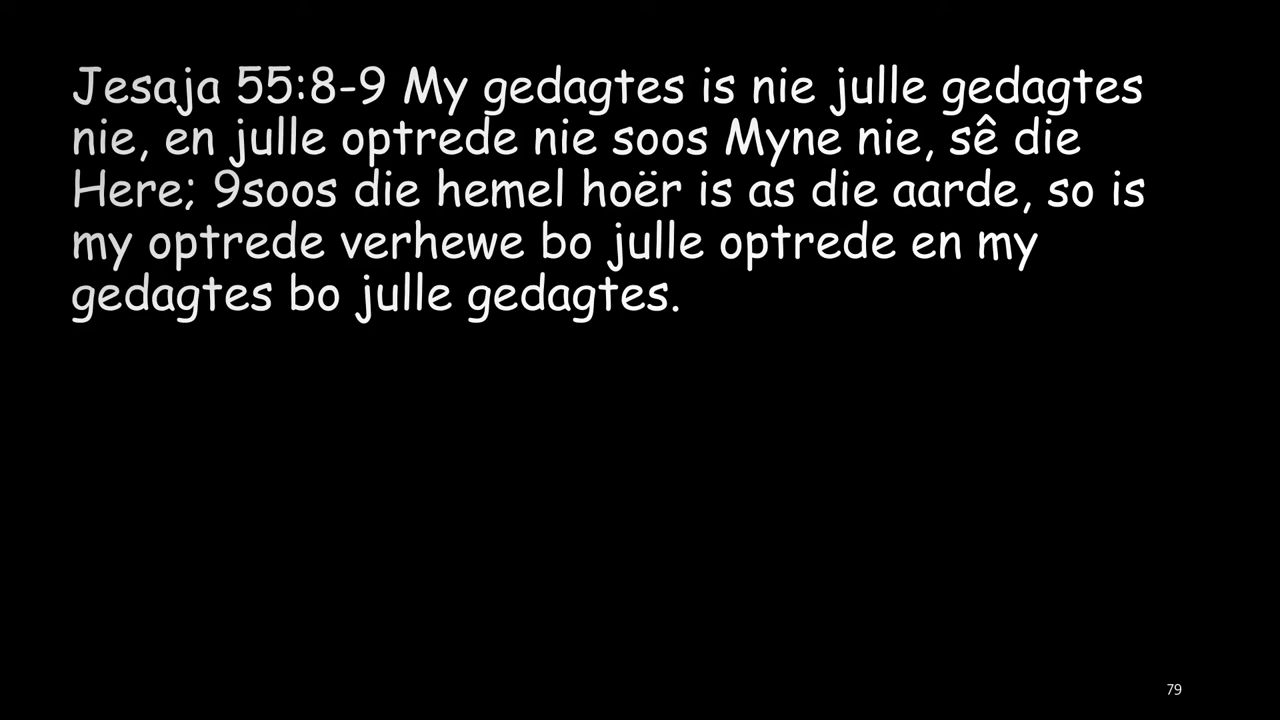 Jesaja 55:8-9 My gedagtes is nie julle gedagtes
nie, en julle optrede nie soos Myne nie, sê die
Here; 9soos die hemel hoër is as die aarde, so is
my optrede verhewe bo julle optrede en my
gedagtes bo julle gedagtes.
79